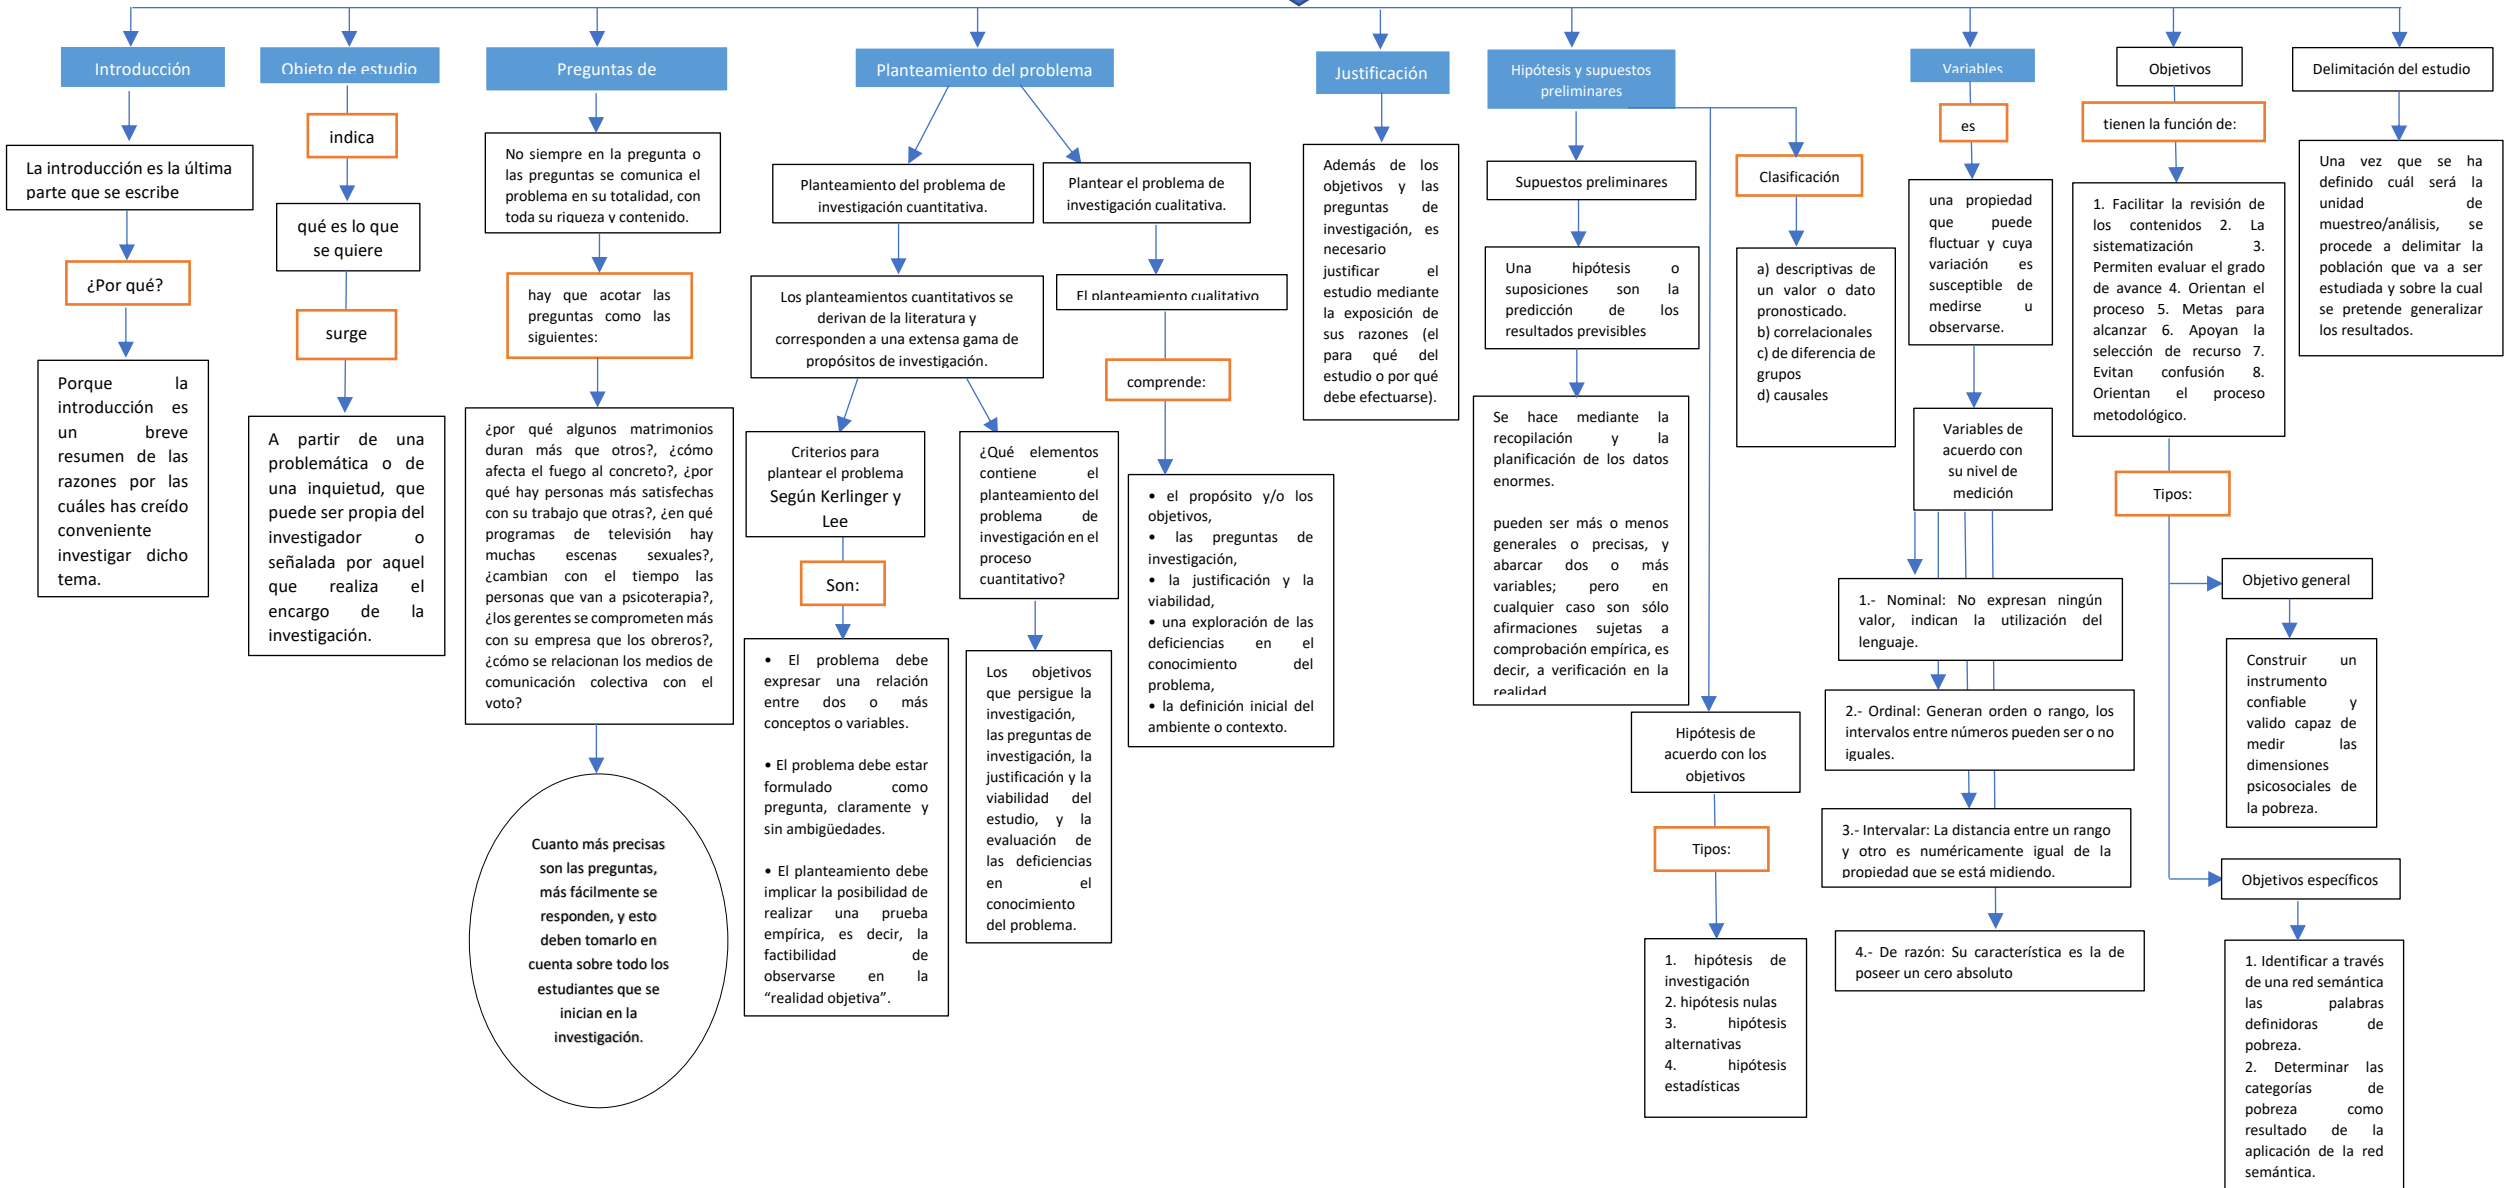 Introducción
La introducción es la última
parte que se escribe
¿Por qué?
Porque la
introducción es
un breve
resumen de las
razones por las
cuáles has creído
conveniente
investigar dicho
tema.
Objeto de estudio
indica
qué es lo que
se quiere
surge
A partir de una
problemática o de
una inquietud, que
puede ser propia del
investigador o
señalada por aquel
que realiza el
encargo de la
investigación.
Preguntas de
No siempre en la pregunta o
las preguntas se comunica el
problema en su totalidad, con
toda su riqueza y contenido.
hay que acotar las
preguntas como las
siguientes:
¿por qué algunos matrimonios
duran más que otros?, ¿cómo
afecta el fuego al concreto?, ¿por
qué hay personas más satisfechas
con su trabajo que otras?, ¿en qué
programas de televisión hay
muchas escenas sexuales?,
¿cambian con el tiempo las
personas que van a psicoterapia?,
¿los gerentes se comprometen más
con su empresa que los obreros?,
¿cómo se relacionan los medios de
comunicación colectiva con el
voto?
Cuanto más precisas
son las preguntas,
más fácilmente se
responden, y esto
deben tomarlo en
cuenta sobre todo los
estudiantes que se
inician en la
investigación.
Planteamiento del problema
Planteamiento del problema de
investigación cuantitativa.
Los planteamientos cuantitativos se
derivan de la literatura y
corresponden a una extensa gama de
propósitos de investigación.
Criterios para
plantear el problema
Según Kerlinger y
Lee
Son:
• El problema debe
expresar una relación
entre dos o más
conceptos o variables.
• El problema debe estar
formulado como
pregunta, claramente y
sin ambigüedades.
• El planteamiento debe
implicar la posibilidad de
realizar una prueba
empírica, es decir, la
factibilidad de
observarse en la
“realidad objetiva”.
¿Qué elementos
contiene el
planteamiento del
problema de
investigación en el
proceso
cuantitativo?
Los objetivos
que persigue la
investigación,
las preguntas de
investigación, la
justificación y la
viabilidad del
estudio, y la
evaluación de
las deficiencias
en el
conocimiento
del problema.
Plantear el problema de
investigación cualitativa.
El planteamiento cualitativo
comprende:
• el propósito y/o los
objetivos,
• las preguntas de
investigación,
• la justificación y la
viabilidad,
• una exploración de las
deficiencias en el
conocimiento del
problema,
• la definición inicial del
ambiente o contexto.
Justificación
Además de los
objetivos y las
preguntas de
investigación, es
necesario
justificar el
estudio mediante
la exposición de
sus razones (el
para qué del
estudio o por qué
debe efectuarse).
Hipótesis y supuestos
preliminares
Supuestos preliminares
Una hipótesis o
suposiciones son la
predicción de los
resultados previsibles
Se hace mediante la
recopilación y la
planificación de los datos
enormes.
pueden ser más o menos
generales o precisas, y
abarcar dos o más
variables; pero en
cualquier caso son sólo
afirmaciones sujetas a
comprobación empírica, es
decir, a verificación en la
realidad
Clasificación
a) descriptivas de
un valor o dato
pronosticado.
b) correlacionales
c) de diferencia de
grupos
d) causales
Hipótesis de
acuerdo con los
objetivos
Tipos:
1. hipótesis de
investigación
2. hipótesis nulas
3. hipótesis
alternativas
4. hipótesis
estadísticas
Variables
es
una propiedad
que puede
fluctuar y cuya
variación es
susceptible de
medirse u
observarse.
Variables de
acuerdo con
su nivel de
medición
1.- Nominal: No expresan ningún
valor, indican la utilización del
lenguaje.
2.- Ordinal: Generan orden o rango, los
intervalos entre números pueden ser o no
iguales.
3.- Intervalar: La distancia entre un rango
y otro es numéricamente igual de la
propiedad que se está midiendo.
4.- De razón: Su característica es la de
poseer un cero absoluto
Objetivos
tienen la función de:
1. Facilitar la revisión de
los contenidos 2. La
sistematización 3.
Permiten evaluar el grado
de avance 4. Orientan el
proceso 5. Metas para
alcanzar 6. Apoyan la
selección de recurso 7.
Evitan confusión 8.
Orientan el proceso
metodológico.
Tipos:
Objetivo general
Construir un
instrumento
confiable y
valido capaz de
medir las
dimensiones
psicosociales de
la pobreza.
Objetivos específicos
1. Identificar a través
de una red semántica
las palabras
definidoras de
pobreza.
2. Determinar las
categorías de
pobreza como
resultado de la
aplicación de la red
semántica.
Delimitación del estudio
Una vez que se ha
definido cuál será la
unidad de
muestreo/análisis, se
procede a delimitar la
población que va a ser
estudiada y sobre la cual
se pretende generalizar
los resultados.